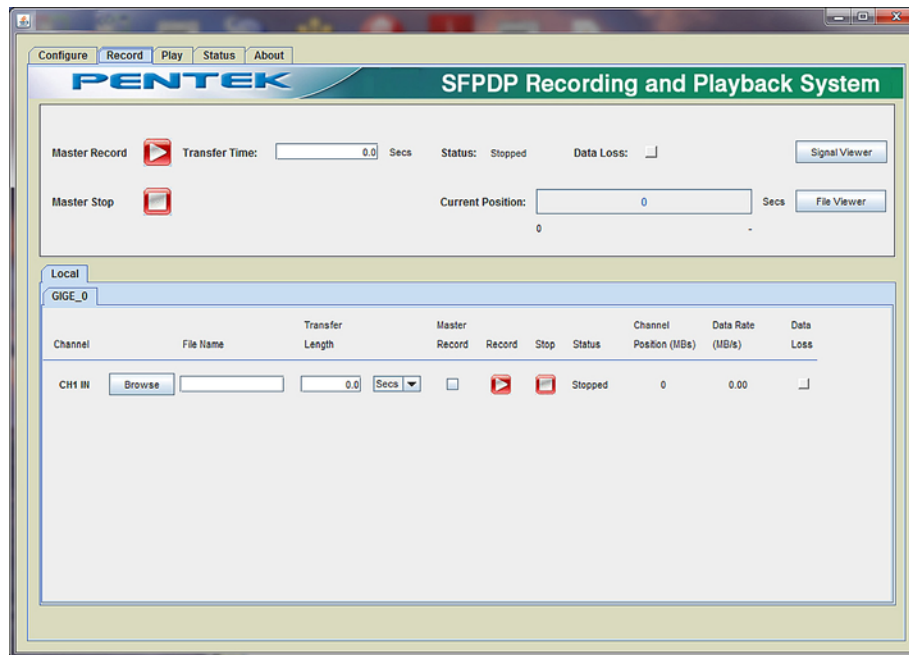 Configure Record Play Status About
PENTEK SFPDP Recording and Playback System
Master Record Transfer Time: 0.0 Secs Status: Stopped Data Loss: Signal Viewer
Master Stop Current Position: 0 Secs File Viewer
0 -
Local
GIGE_0
Transfer Master Channel Data Rate Data
Channel File Name Length Record Record Stop Status Position (MBs) (MB/s) Loss
CH1 IN Browse 0.0 Secs Stopped 0 0.00